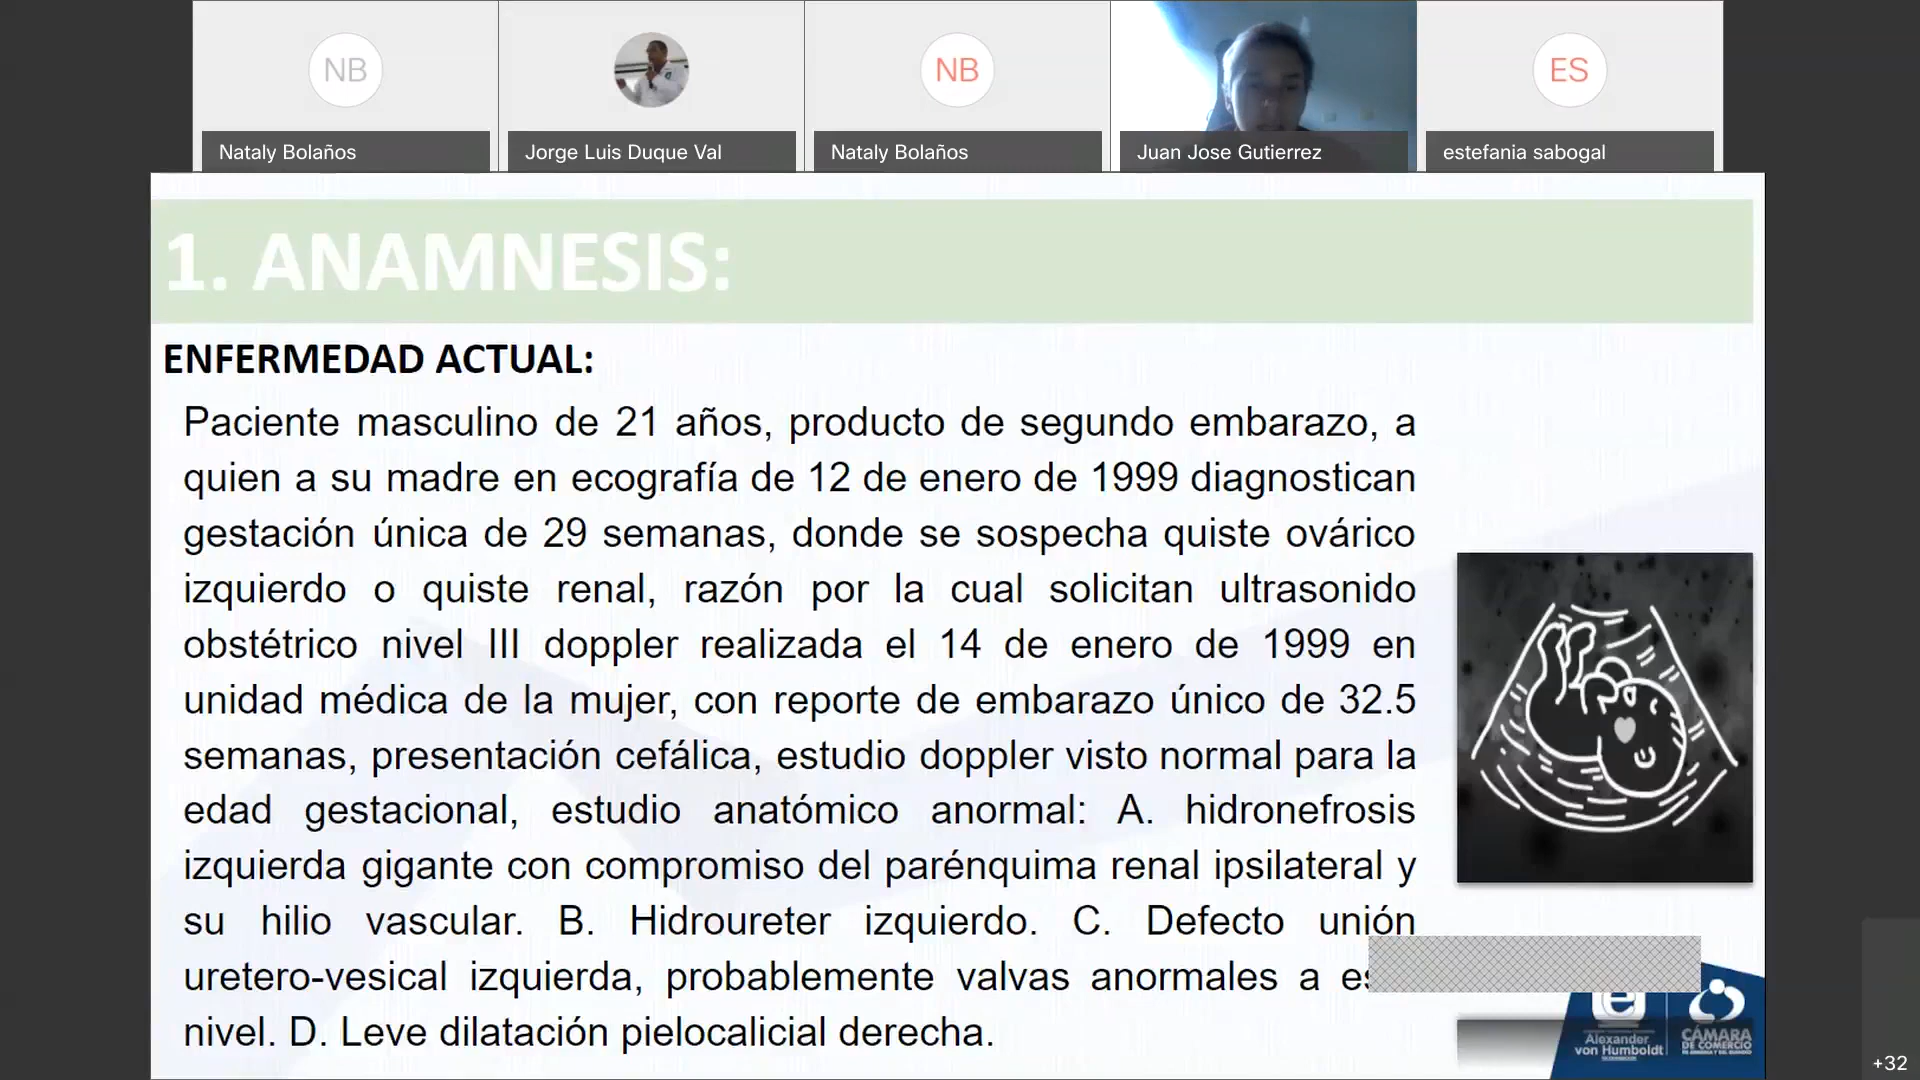 NB
NB
ES
Nataly Bolaños
Jorge Luis Duque Val
Nataly Bolaños
Juan Jose Gutierrez
estefania sabogal
1. ANAMNESIS:
ENFERMEDAD ACTUAL:
Paciente masculino de 21 años, producto de segundo embarazo, a
quien a su madre en ecografía de 12 de enero de 1999 diagnostican
gestación única de 29 semanas, donde se sospecha quiste ovárico
izquierdo o quiste renal, razón por la cual solicitan ultrasonido
obstétrico nivel III doppler realizada el 14 de enero de 1999 en
unidad médica de la mujer, con reporte de embarazo único de 32.5
semanas, presentación cefálica, estudio doppler visto normal para la
edad gestacional, estudio anatómico anormal: A. hidronefrosis
izquierda gigante con compromiso del parénquima renal ipsilateral y
su hilio vascular. B. Hidroureter izquierdo. C. Defecto unión
uretero-vesical izquierda, probablemente valvas anormales a
nivel. D. Leve dilatación pielocalicial derecha.
Alexander
von Humboldt
CÁMARA
DE COMERCIO
+32